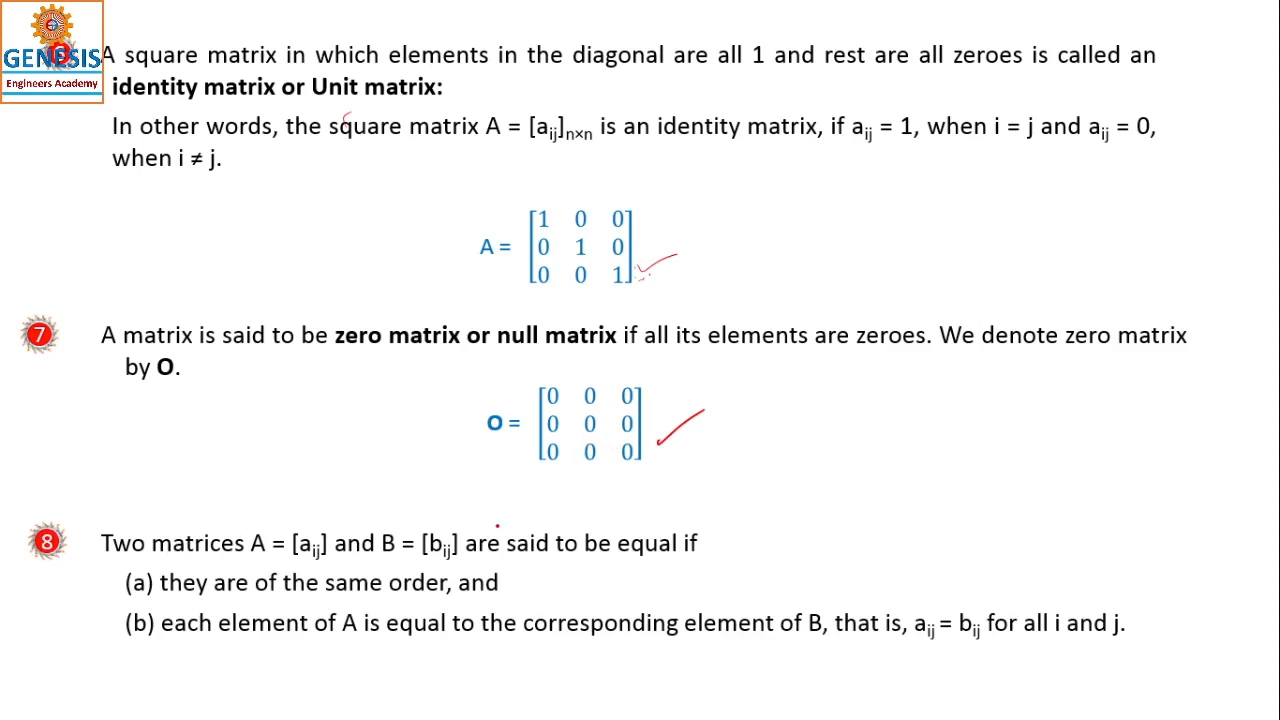 GENESIS
Engineers Academy
A square matrix in which elements in the diagonal are all 1 and rest are all zeroes is called an
identity matrix or Unit matrix:
In other words, the square matrix A = [aᵢⱼ]ₙₓₙ is an identity matrix, if aᵢⱼ = 1, when i = j and aᵢⱼ = 0,
when i ≠ j.
1 0 0
A = 0 1 0
0 0 1
7 A matrix is said to be zero matrix or null matrix if all its elements are zeroes. We denote zero matrix
by O.
0 0 0
O = 0 0 0
0 0 0
8 Two matrices A = [aᵢⱼ] and B = [bᵢⱼ] are said to be equal if
(a) they are of the same order, and
(b) each element of A is equal to the corresponding element of B, that is, aᵢⱼ = bᵢⱼ for all i and j.